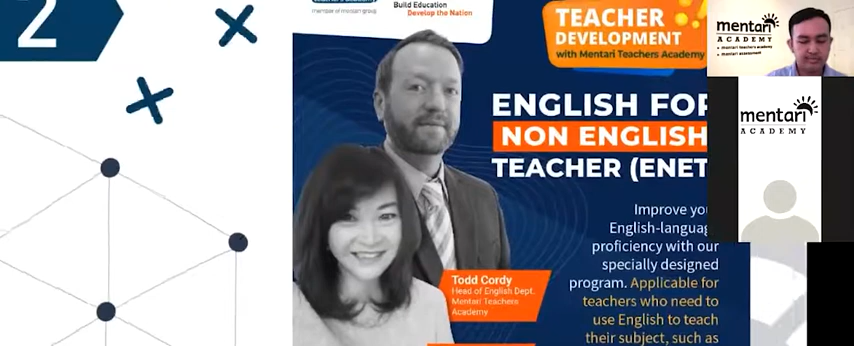 2
member of mentari group
Build Education
Develop the Nation
TEACHER
DEVELOPMENT
with Mentari Teachers Academy
ENGLISH FOR
NON ENGLISH
TEACHER (ENET
Improve you
English-languag
proficiency with our
specially designed
program. Applicable for
teachers who need to
use English to teach
their subject, such as
Todd Cordy
Head of English Dept.
Mentari Teachers
Academy
mentari
ACADEMY
mentari teachers academy
mentari assessment
mentari
ACADEMY